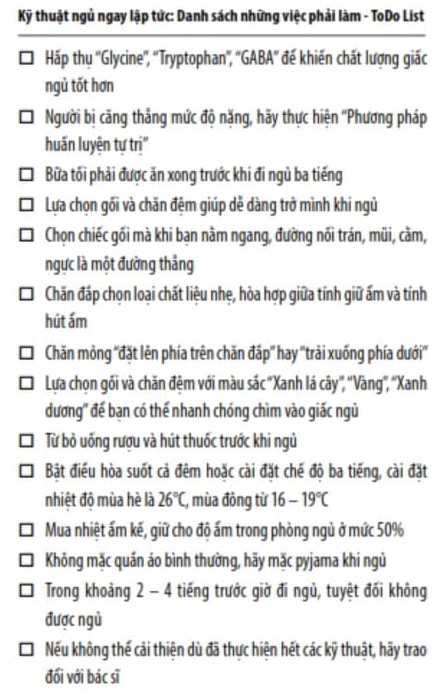 Kỹ thuật ngủ ngay lập tức: Danh sách những việc phải làm - ToDo List
☐ Hấp thụ “Glycine”, “Tryptophan”, “GABA” để khiến chất lượng giấc
ngủ tốt hơn
☐ Người bị căng thẳng mức độ nặng, hãy thực hiện “Phương pháp
huấn luyện tự trị”
☐ Bữa tối phải được ăn xong trước khi đi ngủ ba tiếng
☐ Lựa chọn gối và chăn đệm giúp dễ dàng trở mình khi ngủ
☐ Chọn chiếc gối mà khi bạn nằm ngang, đường nối trán, mũi, cằm,
ngực là một đường thẳng
☐ Chăn đắp chọn loại chất liệu nhẹ, hòa hợp giữa tính giữ ấm và tính
hút ẩm
☐ Chăn mỏng “đặt lên phía trên chăn đắp” hay “trải xuống phía dưới”
☐ Lựa chọn gối và chăn đệm với màu sắc “Xanh lá cây”, “Vàng”, “Xanh
dương” để bạn có thể nhanh chóng chìm vào giấc ngủ
☐ Từ bỏ uống rượu và hút thuốc trước khi ngủ
☐ Bật điều hòa suốt cả đêm hoặc cài đặt chế độ ba tiếng, cài đặt
nhiệt độ mùa hè là 26°C, mùa đông từ 16 – 19°C
☐ Mua nhiệt ẩm kế, giữ cho độ ẩm trong phòng ngủ ở mức 50%
☐ Không mặc quần áo bình thường, hãy mặc pyjama khi ngủ
☐ Trong khoảng 2 – 4 tiếng trước giờ đi ngủ, tuyệt đối không
được ngủ
☐ Nếu không thể cải thiện dù đã thực hiện hết các kỹ thuật, hãy trao
đổi với bác sĩ